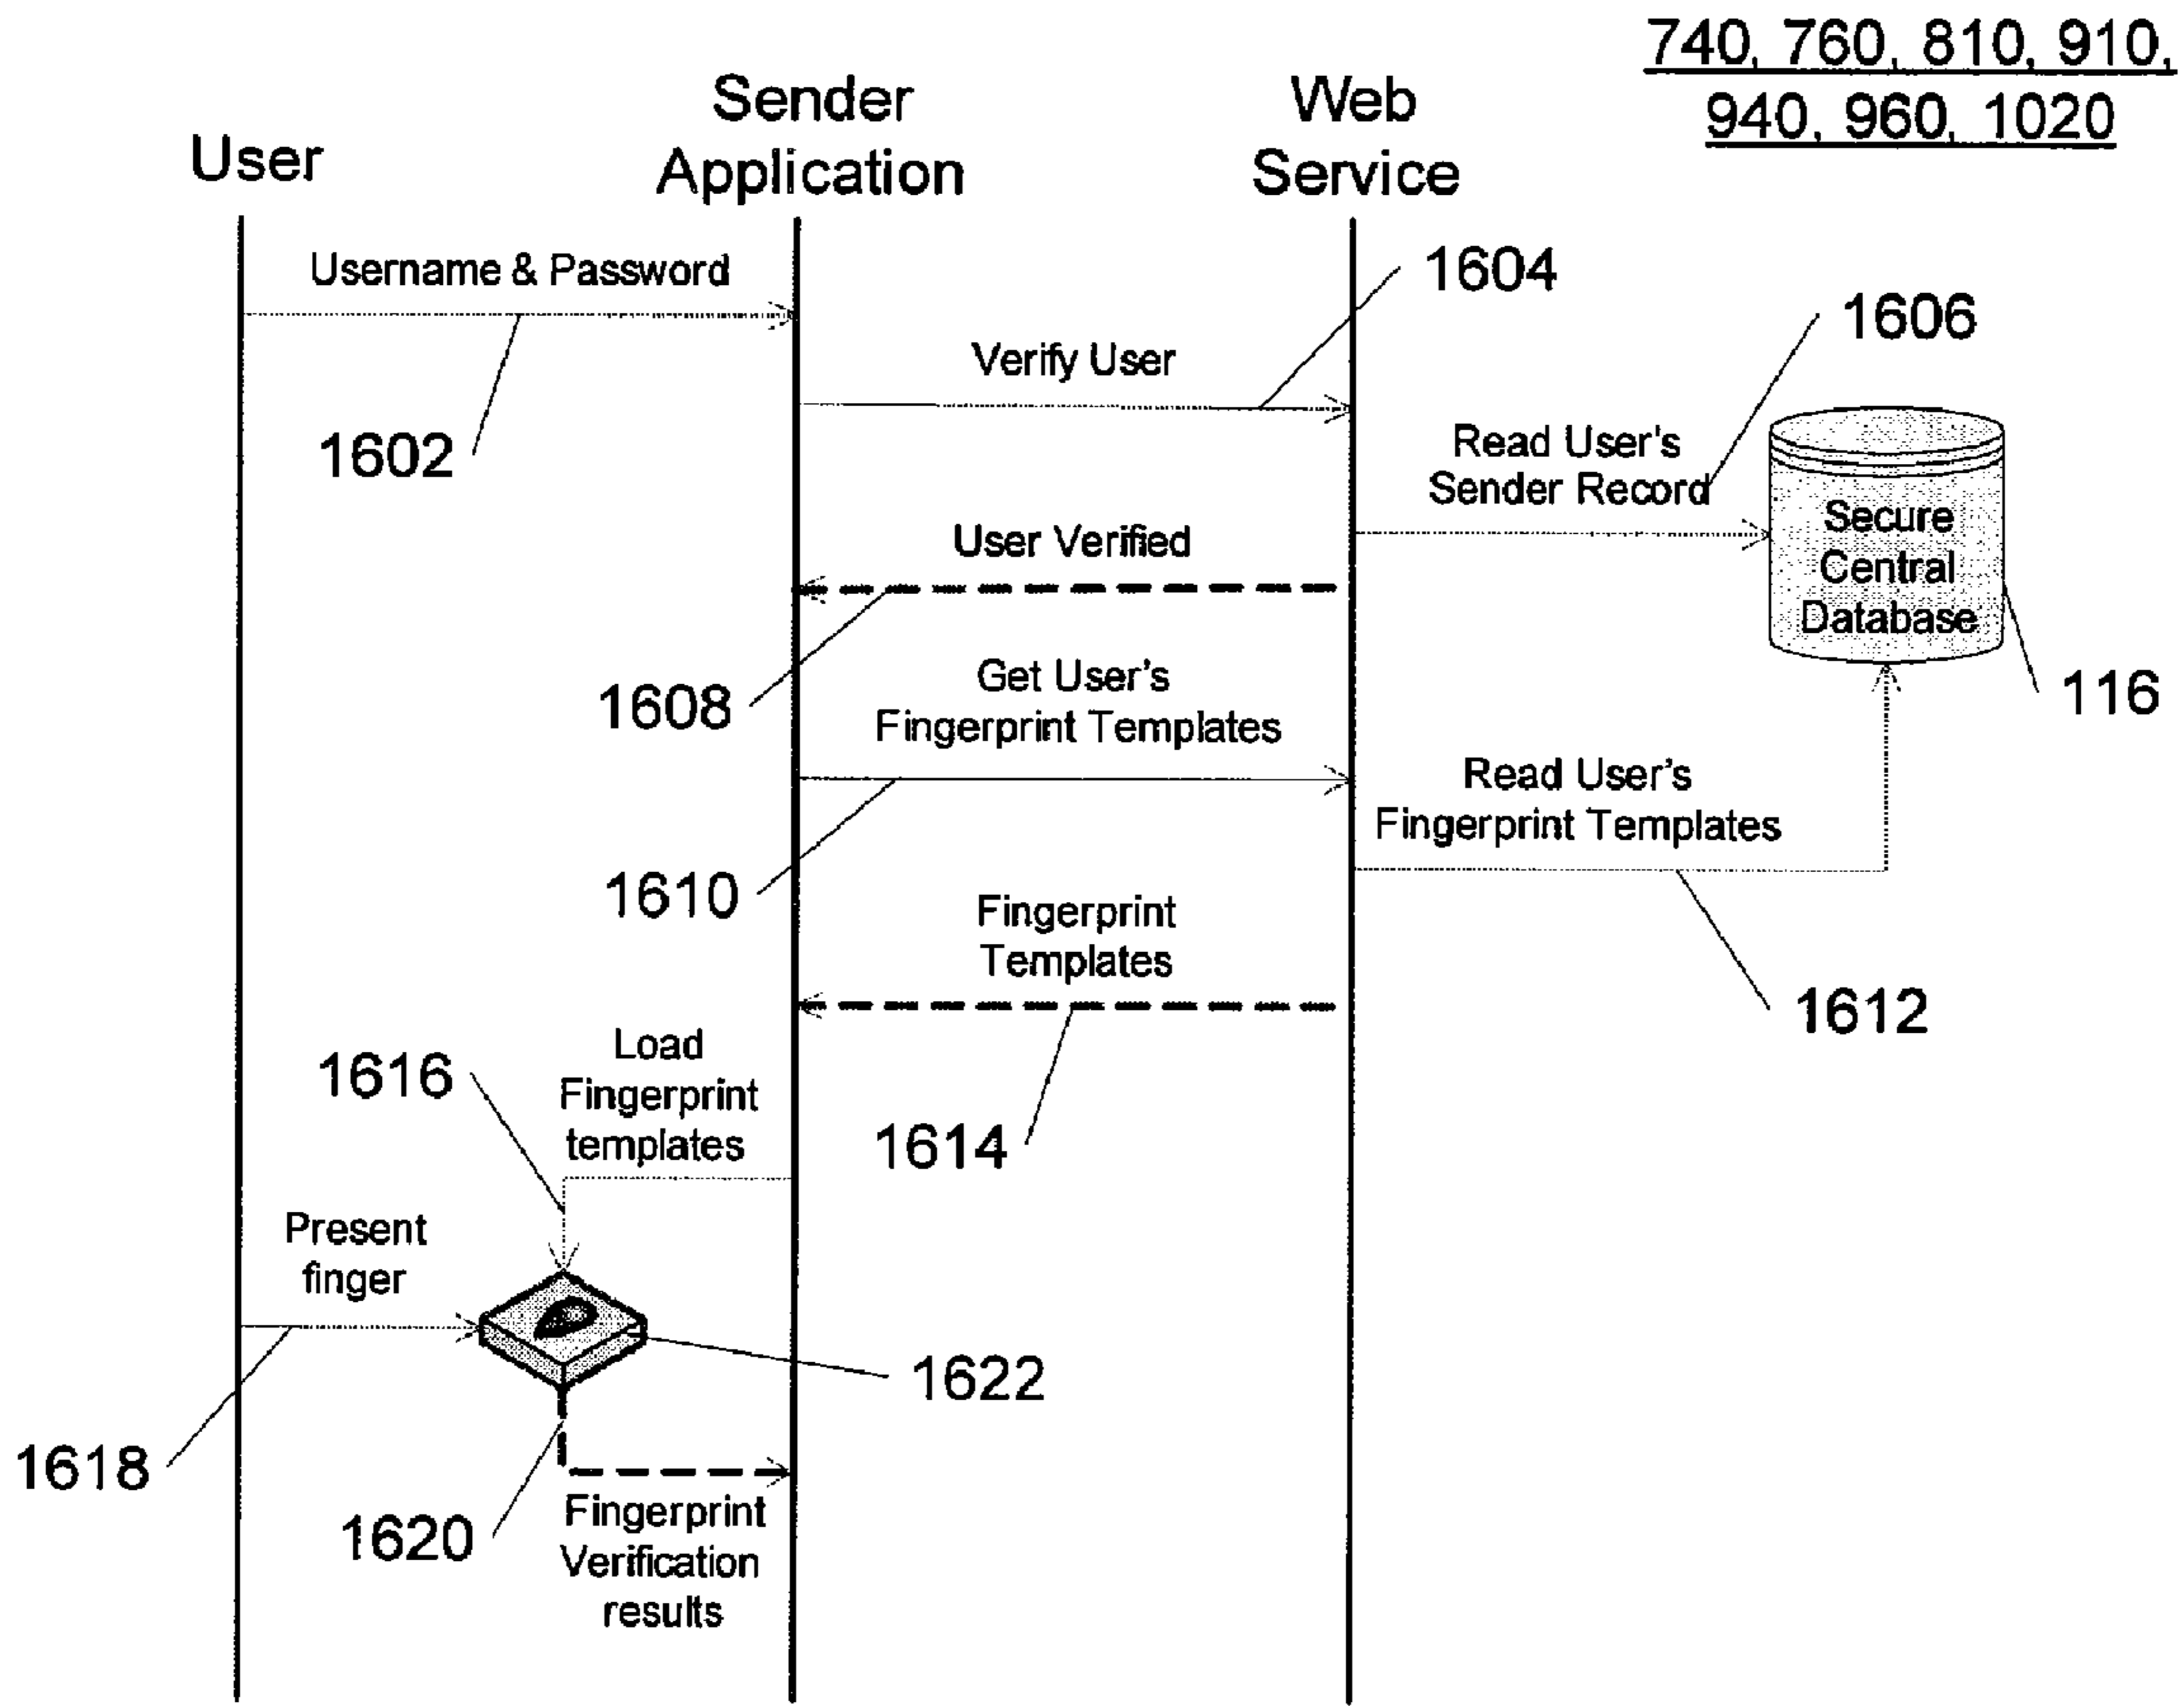 740, 760, 810, 910,
940, 960, 1020
Sender
Application
Web
Service
User
Username & Password
1604
1606
Verify User
1602
Read User's
Sender Record
Secure
Central
Database
User Verified
1608
Get User's
Fingerprint Templates
116
Read User's
Fingerprint Templates
1610
Fingerprint
Templates
1612
1616
Load
Fingerprint
templates
1614
Present
finger
1622
1618
1620
Fingerprint
Verification
results